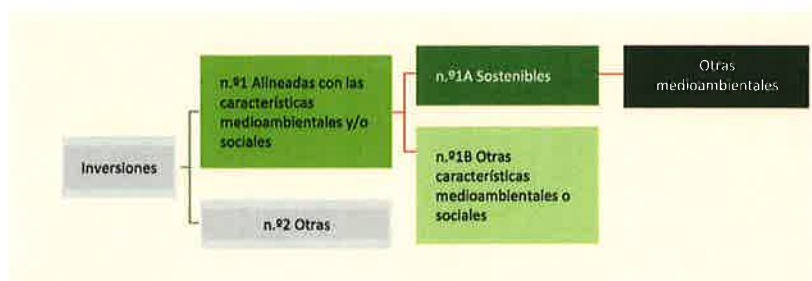 Inversiones
n.º1 Alineadas con las
características
medioambientales y/o
sociales
n.º2 Otras
n.º1A Sostenibles
n.º1B Otras
características
medioambientales o
sociales
Otras
medioambientales